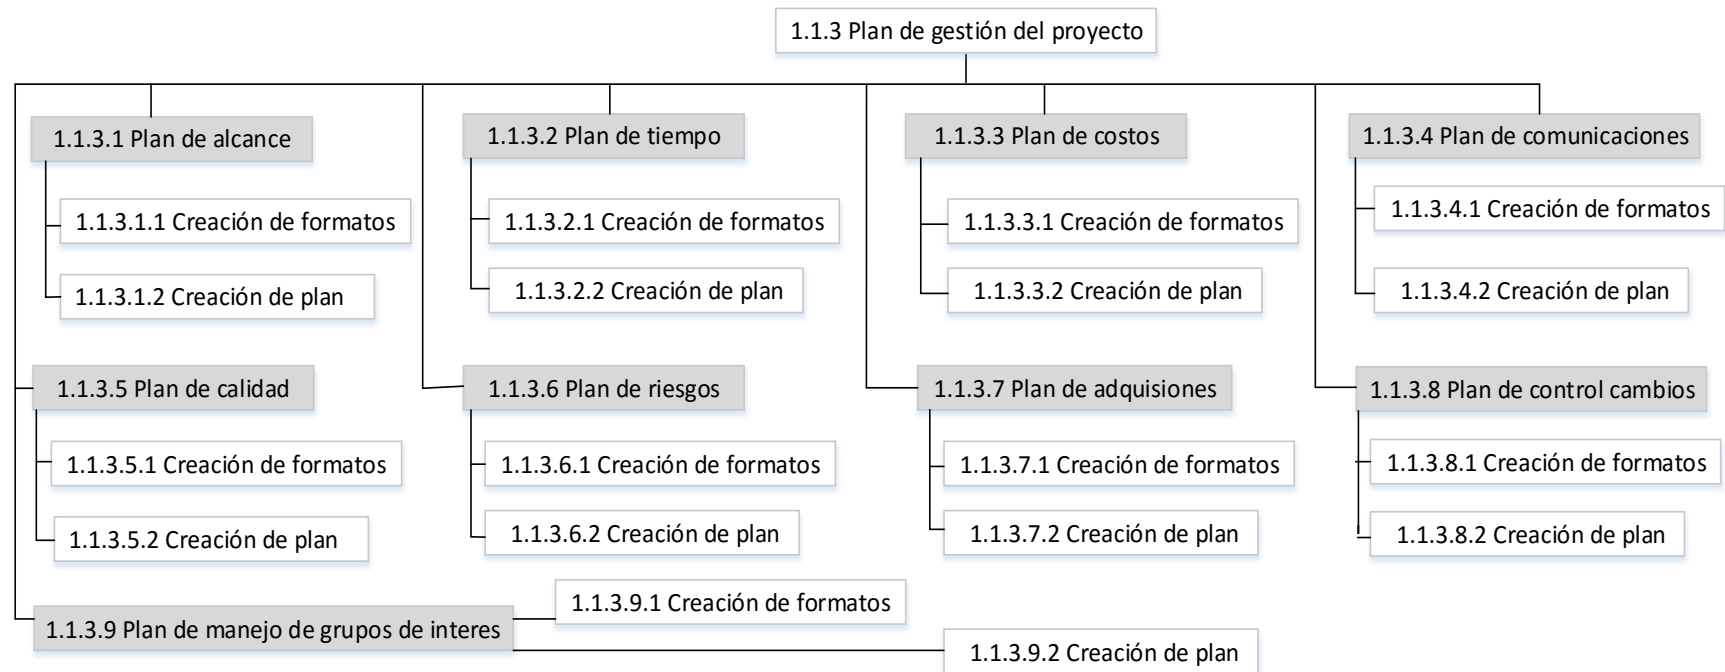 1.1.3 Plan de gestión del proyecto
1.1.3.1 Plan de alcance
1.1.3.1.1 Creación de formatos
1.1.3.1.2 Creación de plan
1.1.3.2 Plan de tiempo
1.1.3.2.1 Creación de formatos
1.1.3.2.2 Creación de plan
1.1.3.3 Plan de costos
1.1.3.3.1 Creación de formatos
1.1.3.3.2 Creación de plan
1.1.3.4 Plan de comunicaciones
1.1.3.4.1 Creación de formatos
1.1.3.4.2 Creación de plan
1.1.3.5 Plan de calidad
1.1.3.5.1 Creación de formatos
1.1.3.5.2 Creación de plan
1.1.3.6 Plan de riesgos
1.1.3.6.1 Creación de formatos
1.1.3.6.2 Creación de plan
1.1.3.7 Plan de adquisiones
1.1.3.7.1 Creación de formatos
1.1.3.7.2 Creación de plan
1.1.3.8 Plan de control cambios
1.1.3.8.1 Creación de formatos
1.1.3.8.2 Creación de plan
1.1.3.9 Plan de manejo de grupos de interes
1.1.3.9.1 Creación de formatos
1.1.3.9.2 Creación de plan